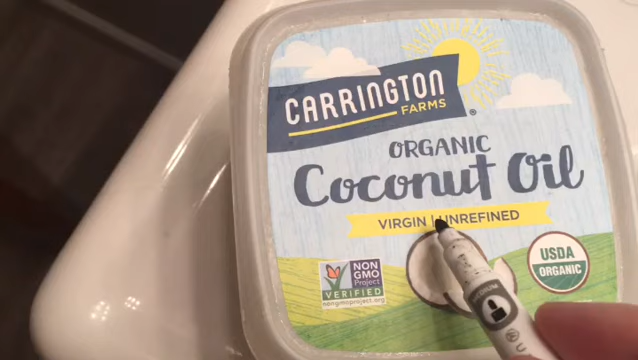 CARRINGTON
FARMS®
ORGANIC
Coconut Oil
VIRGIN | UNREFINED
NON
GMO
Project
VERIFIED
nongmoproject.org
USDA
ORGANIC